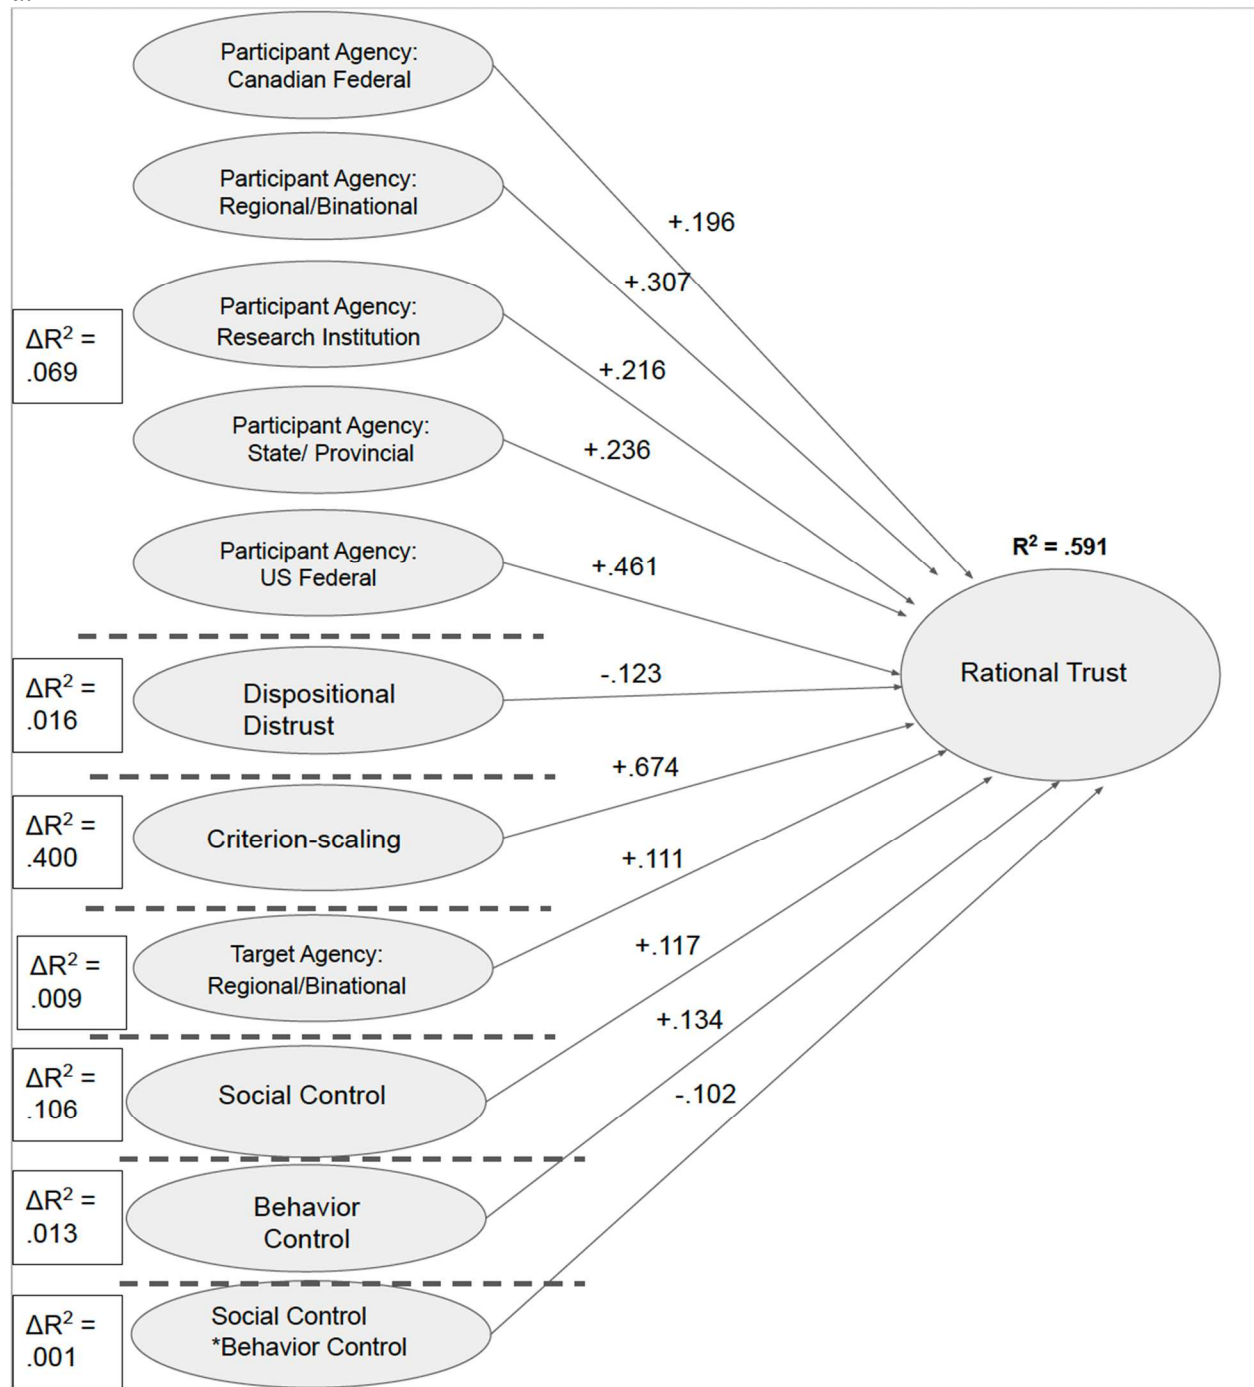 Participant Agency:
Canadian Federal
Participant Agency:
Regional/Binational
+.196
+.307
Participant Agency:
Research Institution
ΔR² =
.069
+.216
Participant Agency:
State/ Provincial
+.236
Participant Agency:
US Federal
+.461
R² = .591
Rational Trust
ΔR² =
.016
Dispositional
Distrust
-.123
ΔR² =
.400
Criterion-scaling
+.674
+.111
ΔR² =
.009
Target Agency:
Regional/Binational
+.117
+.134
ΔR² =
.106
Social Control
-.102
ΔR² =
.013
Behavior
Control
ΔR² =
.001
Social Control
*Behavior Control